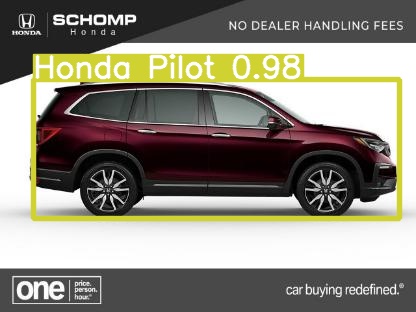 HONDA
SCHOMP
Honda
NO DEALER HANDLING FEES
Honda Pilot 0.98
one price.
person.
hour.®
car buying redefined.®